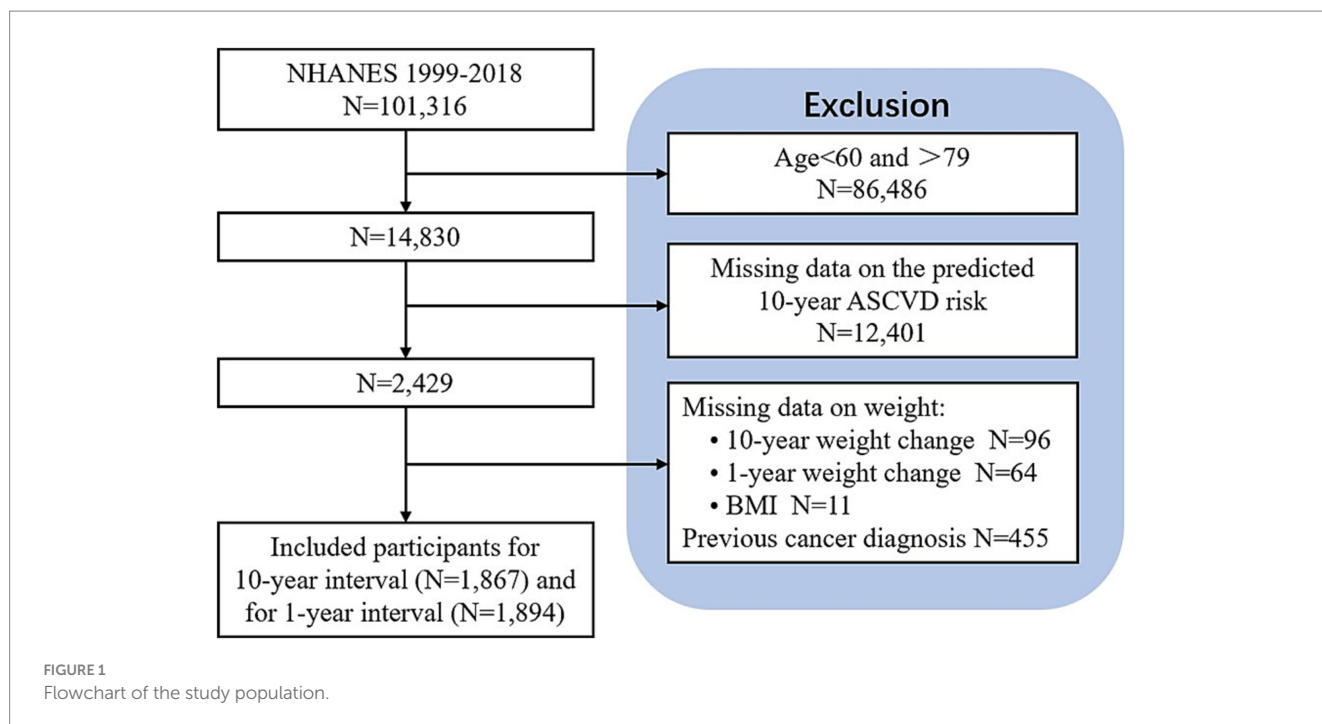 NHANES 1999-2018
N=101,316
Exclusion
Age<60 and >79
N=86,486
N=14,830
Missing data on the predicted
10-year ASCVD risk
N=12,401
N=2,429
Missing data on weight:
• 10-year weight change N=96
• 1-year weight change N=64
• BMI N=11
Previous cancer diagnosis N=455
Included participants for
10-year interval (N=1,867) and
for 1-year interval (N=1,894)
FIGURE 1
Flowchart of the study population.